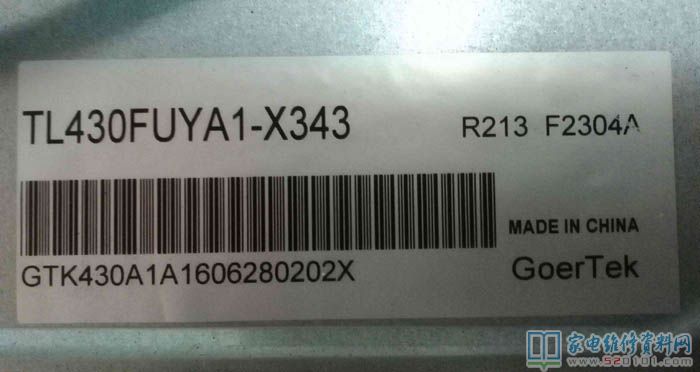 TL430FUYA1-X343
R213 F2304A
MADE IN CHINA
GTK430A1A1606280202X
GoerTek
家电维修资料网
www.520101.com